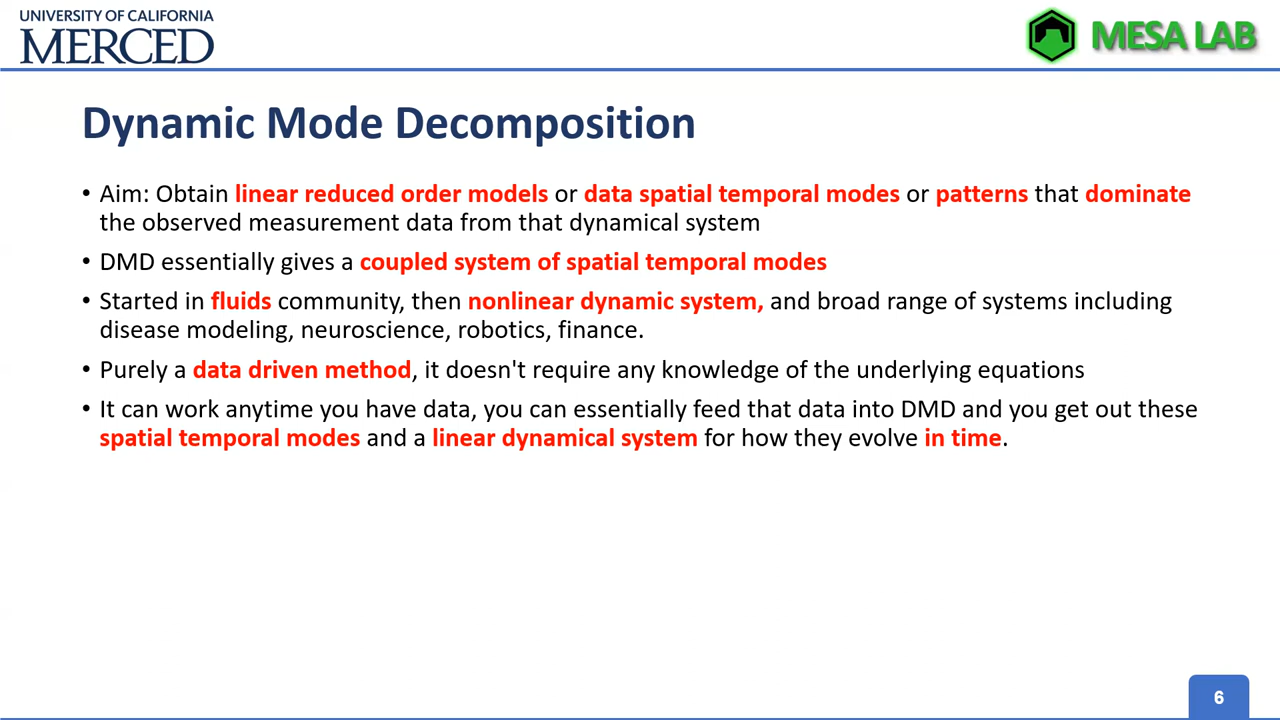 UNIVERSITY OF CALIFORNIA
MERCED
MESA LAB
Dynamic Mode Decomposition
• Aim: Obtain linear reduced order models or data spatial temporal modes or patterns that dominate
the observed measurement data from that dynamical system
• DMD essentially gives a coupled system of spatial temporal modes
• Started in fluids community, then nonlinear dynamic system, and broad range of systems including
disease modeling, neuroscience, robotics, finance.
• Purely a data driven method, it doesn't require any knowledge of the underlying equations
• It can work anytime you have data, you can essentially feed that data into DMD and you get out these
spatial temporal modes and a linear dynamical system for how they evolve in time.
6